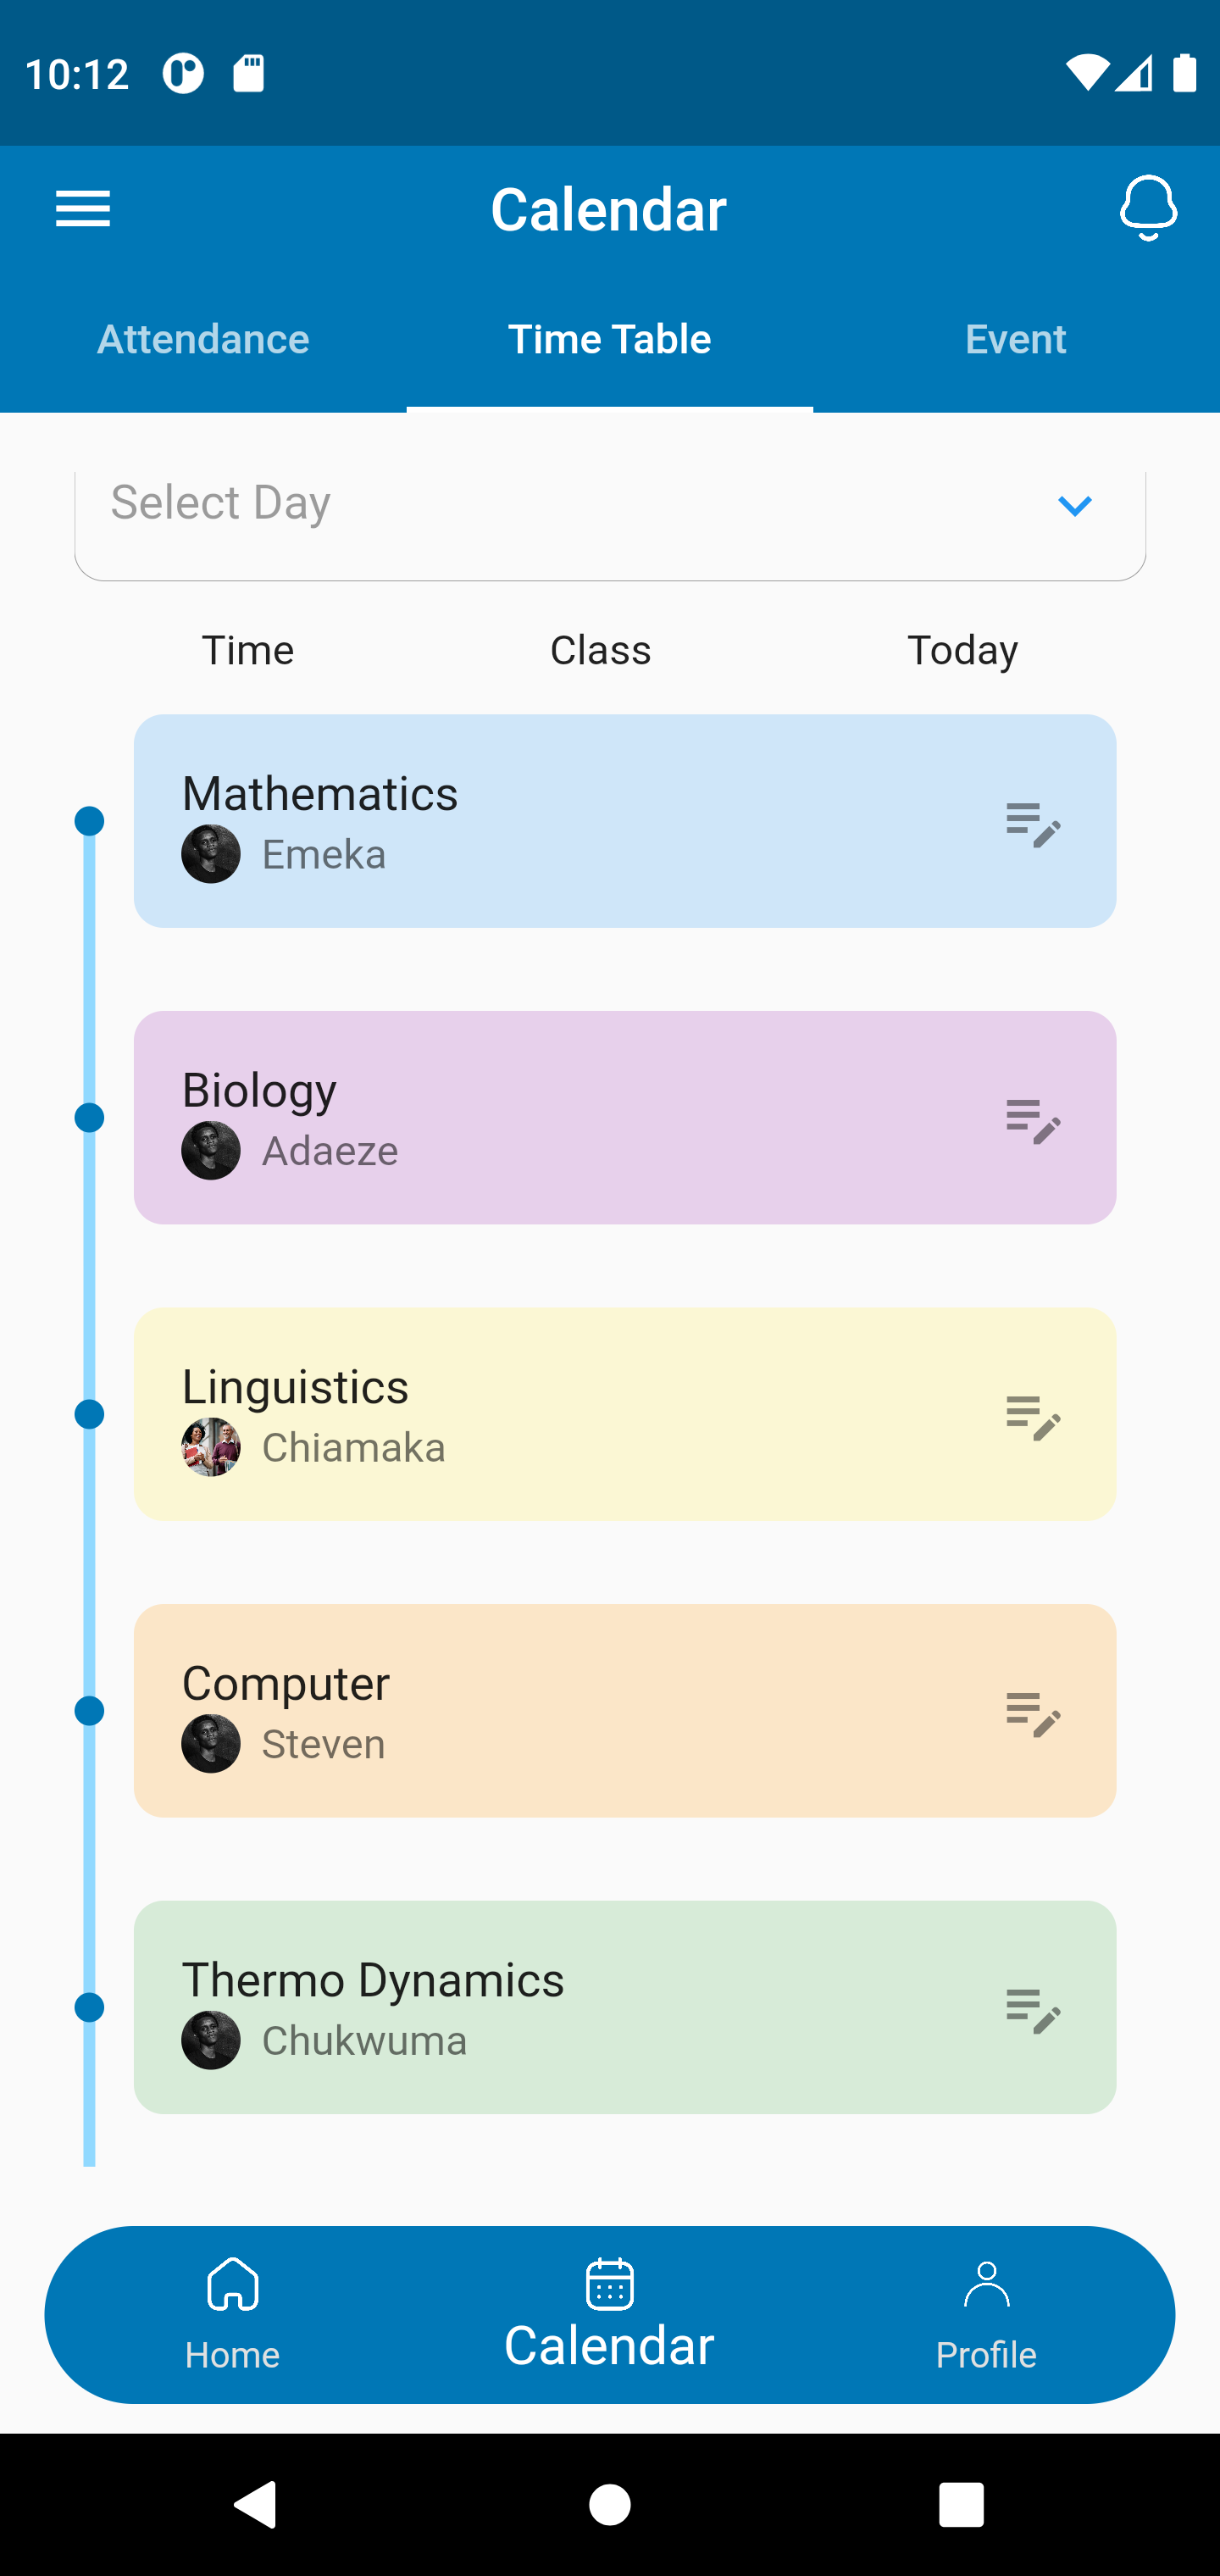 10:12
Calendar
Attendance Time Table Event
Select Day
Time Class Today
Mathematics
Emeka
Biology
Adaeze
Linguistics
Chiamaka
Computer
Steven
Thermo Dynamics
Chukwuma
Home Calendar Profile